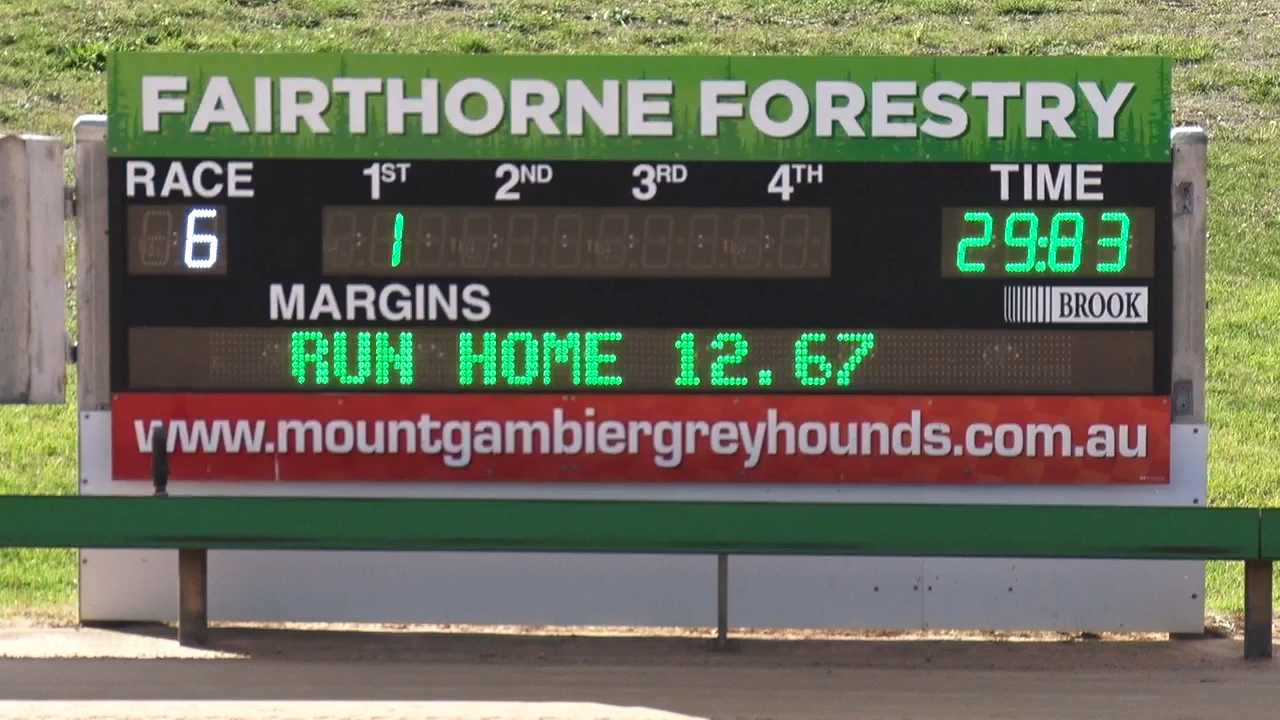 FAIRTHORNE FORESTRY
RACE 1ST 2ND 3RD 4TH TIME
6 1 29:83
MARGINS BROOK
RUN HOME 12.67
www.mountgambiergreyhounds.com.au